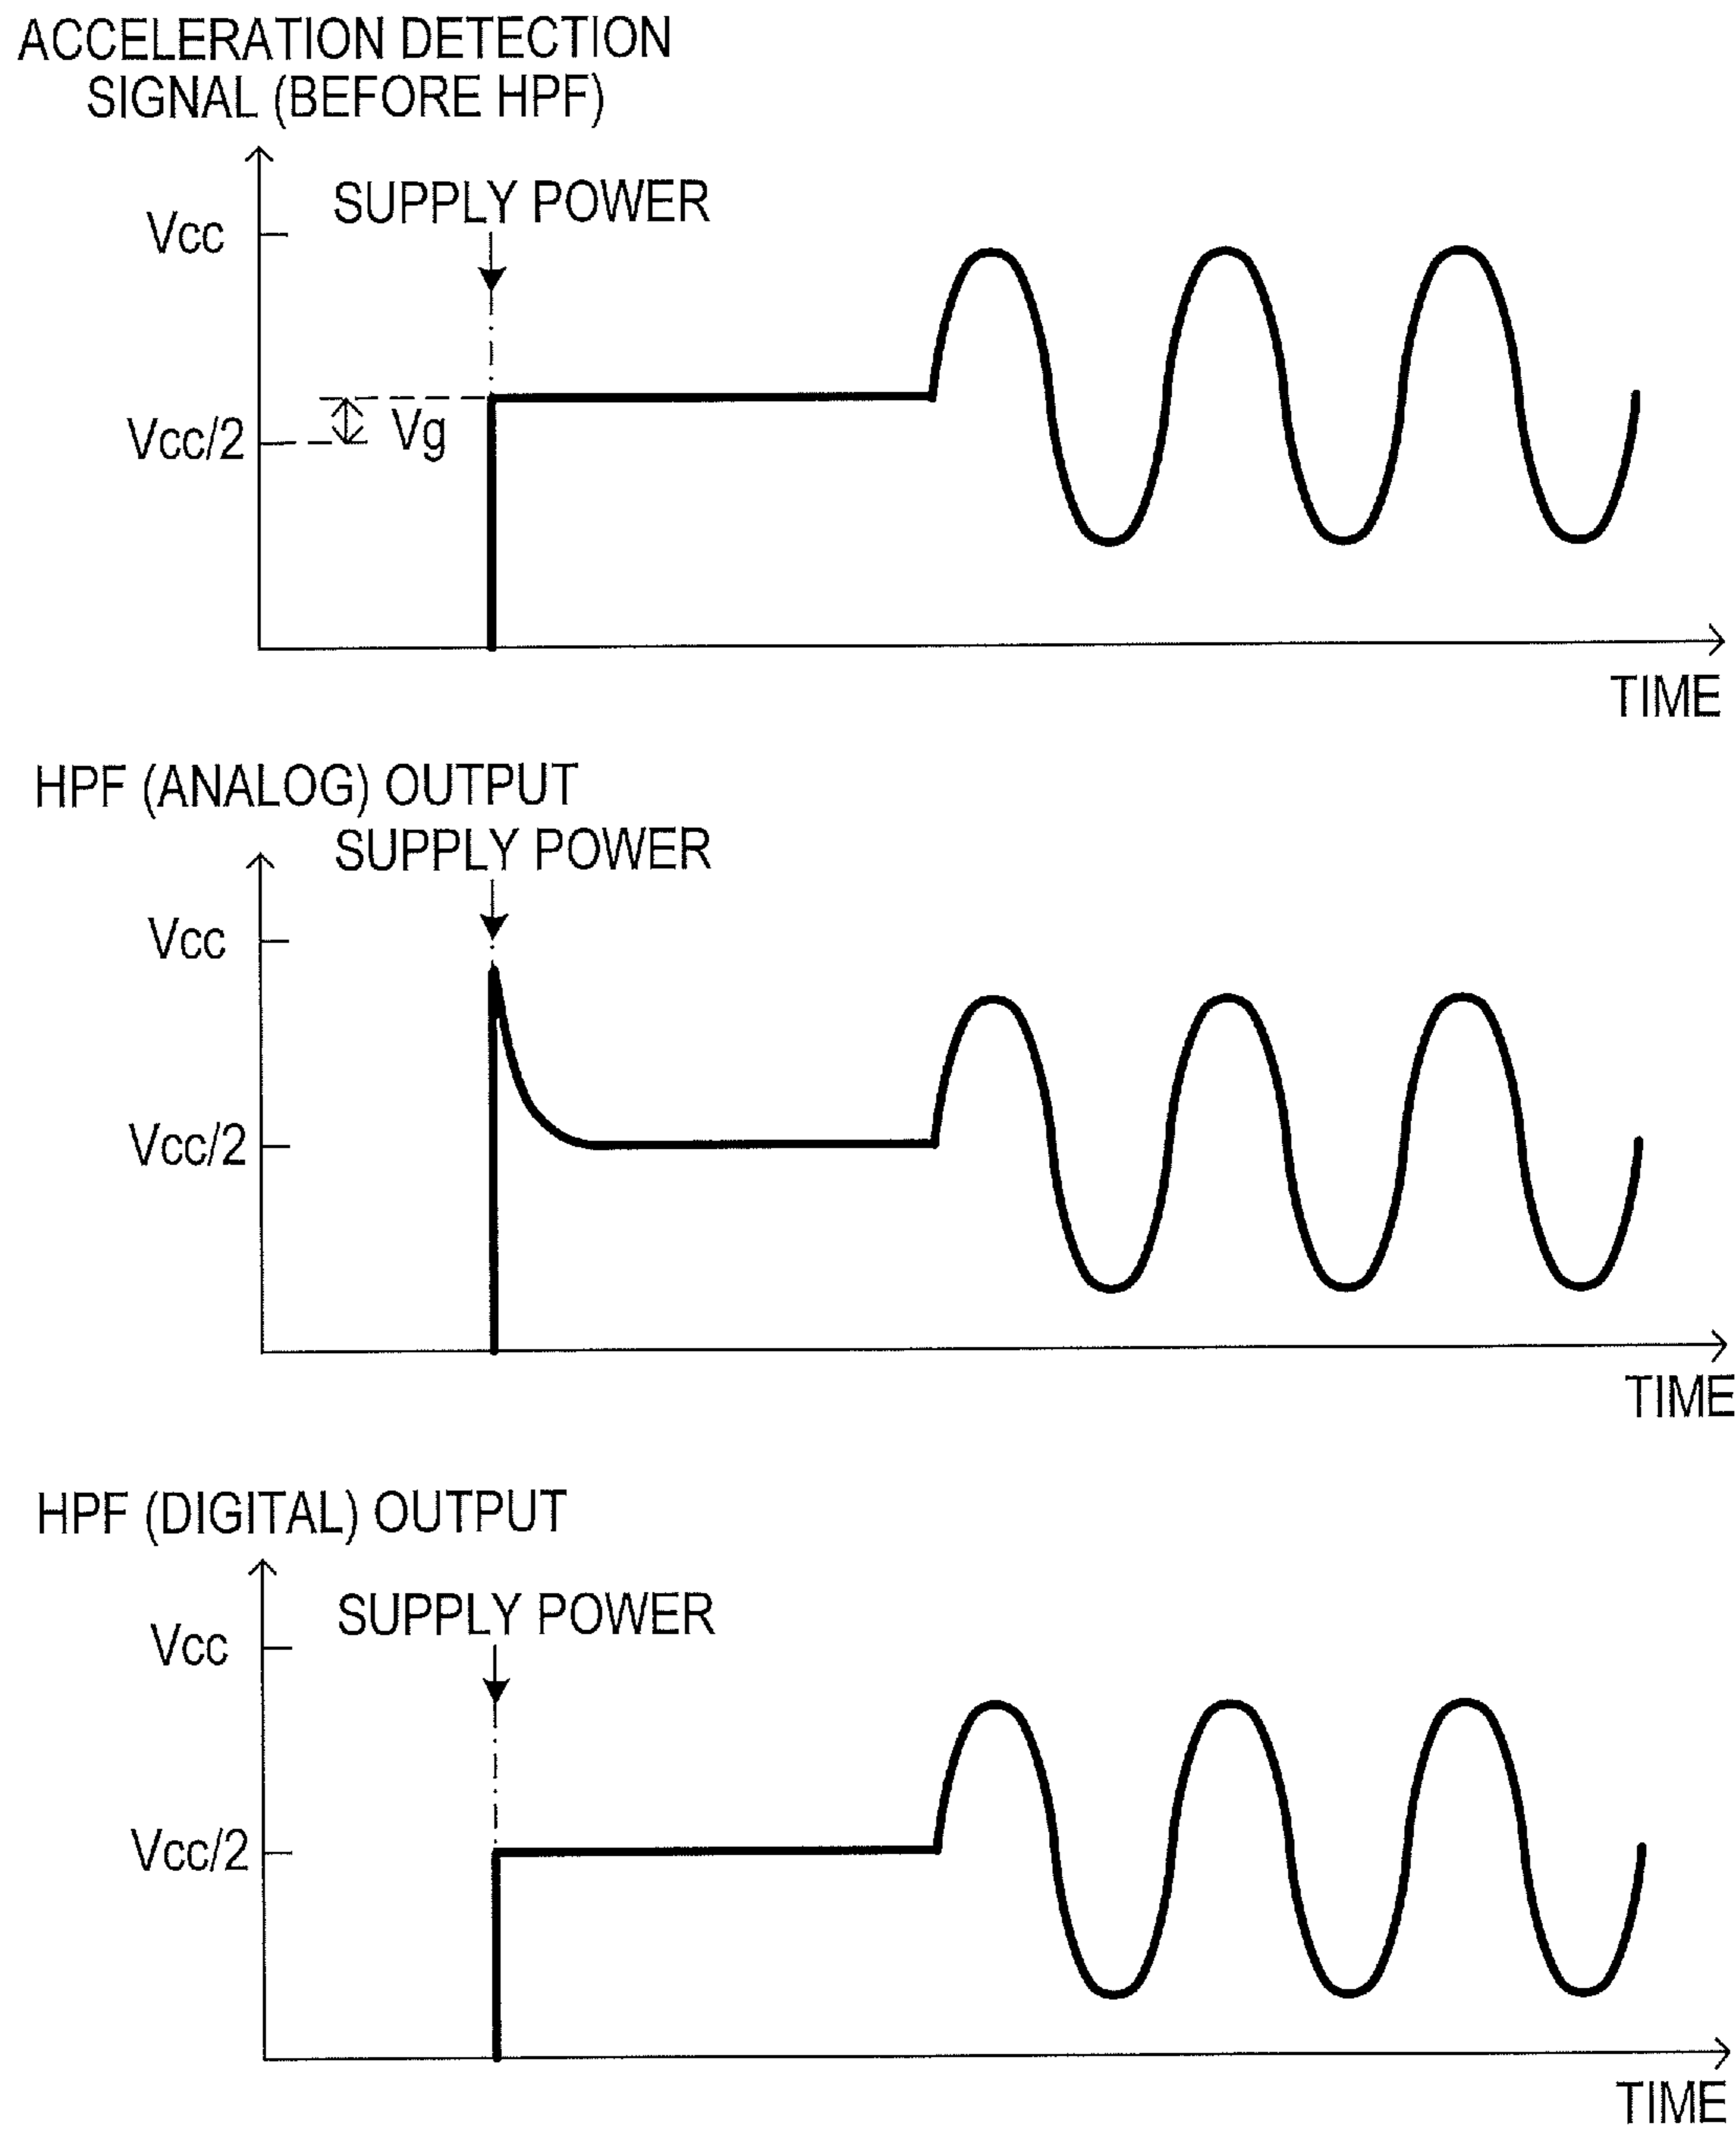 ACCELERATION DETECTION
SIGNAL (BEFORE HPF)
SUPPLY POWER
Vcc
Vcc/2
Vg
TIME
HPF (ANALOG) OUTPUT
SUPPLY POWER
Vcc
Vcc/2
TIME
HPF (DIGITAL) OUTPUT
SUPPLY POWER
Vcc
Vcc/2
TIME